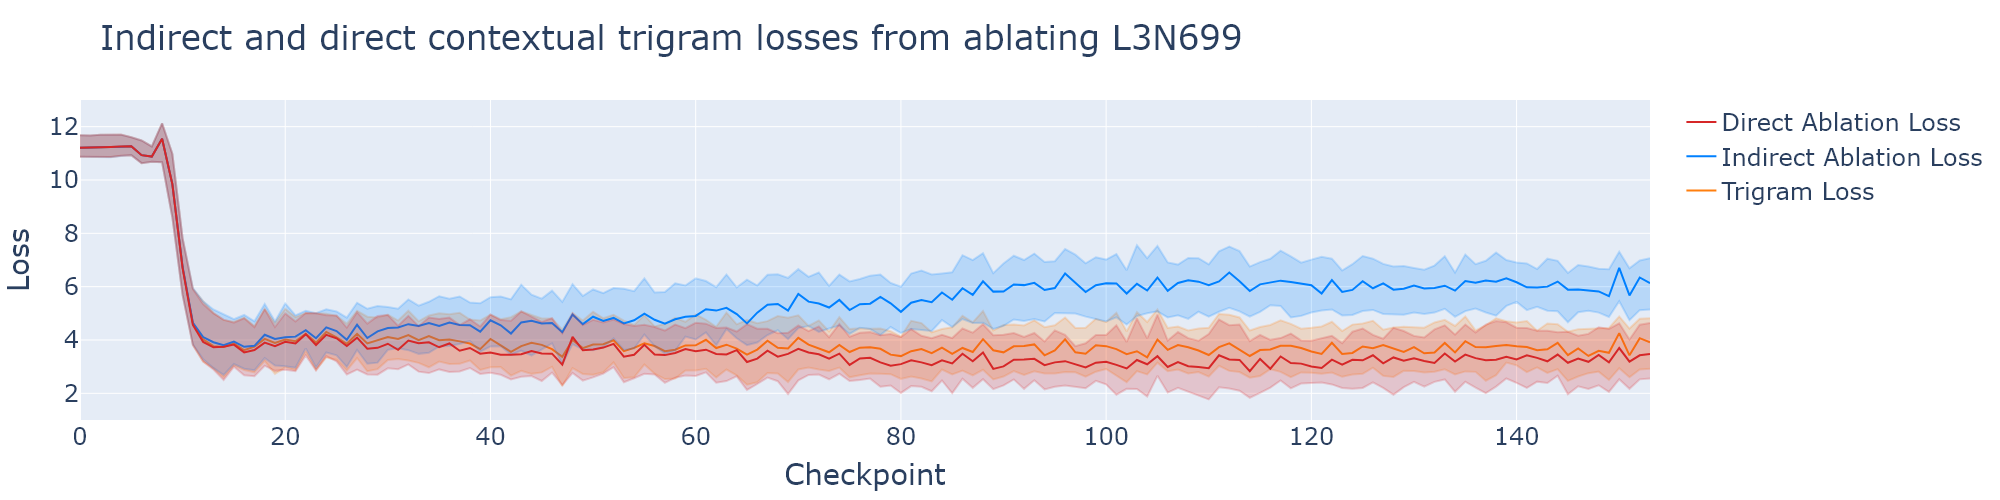 Indirect and direct contextual trigram losses from ablating L3N699
Direct Ablation Loss
Indirect Ablation Loss
Trigram Loss
Loss
12
10
8
6
4
2
0 20 40 60 80 100 120 140
Checkpoint